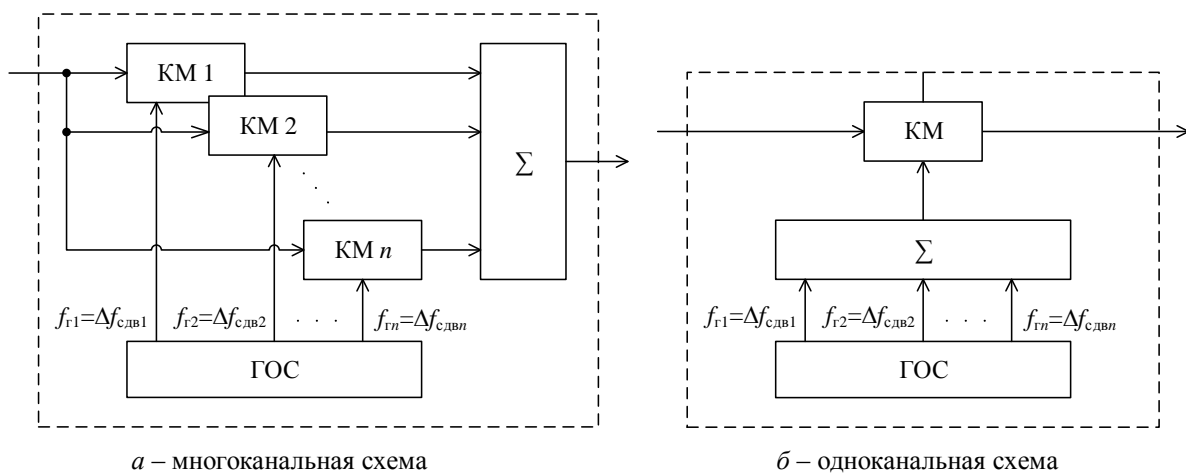 КМ 1
КМ 2
. . .
КМ n
Σ
fг1=Δfсдв1
fг2=Δfсдв2
. . .
fгn=Δfсдвn
ГОС
а – многоканальная схема
КМ
Σ
fг1=Δfсдв1
fг2=Δfсдв2
. . .
fгn=Δfсдвn
ГОС
б – одноканальная схема